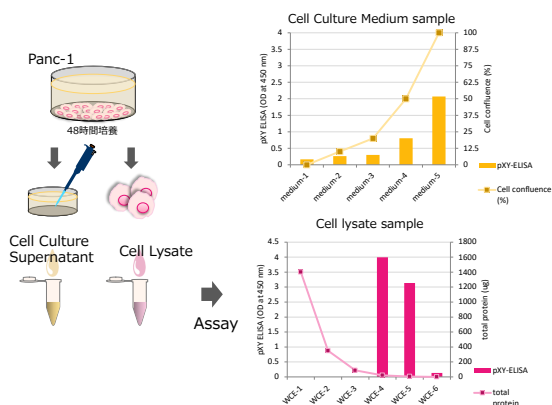 Panc-1
48時間培養
Cell Culture
Supernatant
Cell Lysate
Assay
Cell Culture Medium sample
pXY ELISA (OD at 450 nm)
4
3.5
3
2.5
2
1.5
1
0.5
0
100
87.5
75
62.5
50
37.5
25
12.5
0
Cell confluence (%)
medium-1
medium-2
medium-3
medium-4
medium-5
pXY-ELISA
Cell confluence
(%)
Cell lysate sample
pXY ELISA (OD at 450 nm)
4.5
4
3.5
3
2.5
2
1.5
1
0.5
0
1800
1600
1400
1200
1000
800
600
400
200
0
total protein (ug)
WCE-1
WCE-2
WCE-3
WCE-4
WCE-5
WCE-6
pXY-ELISA
total
protein